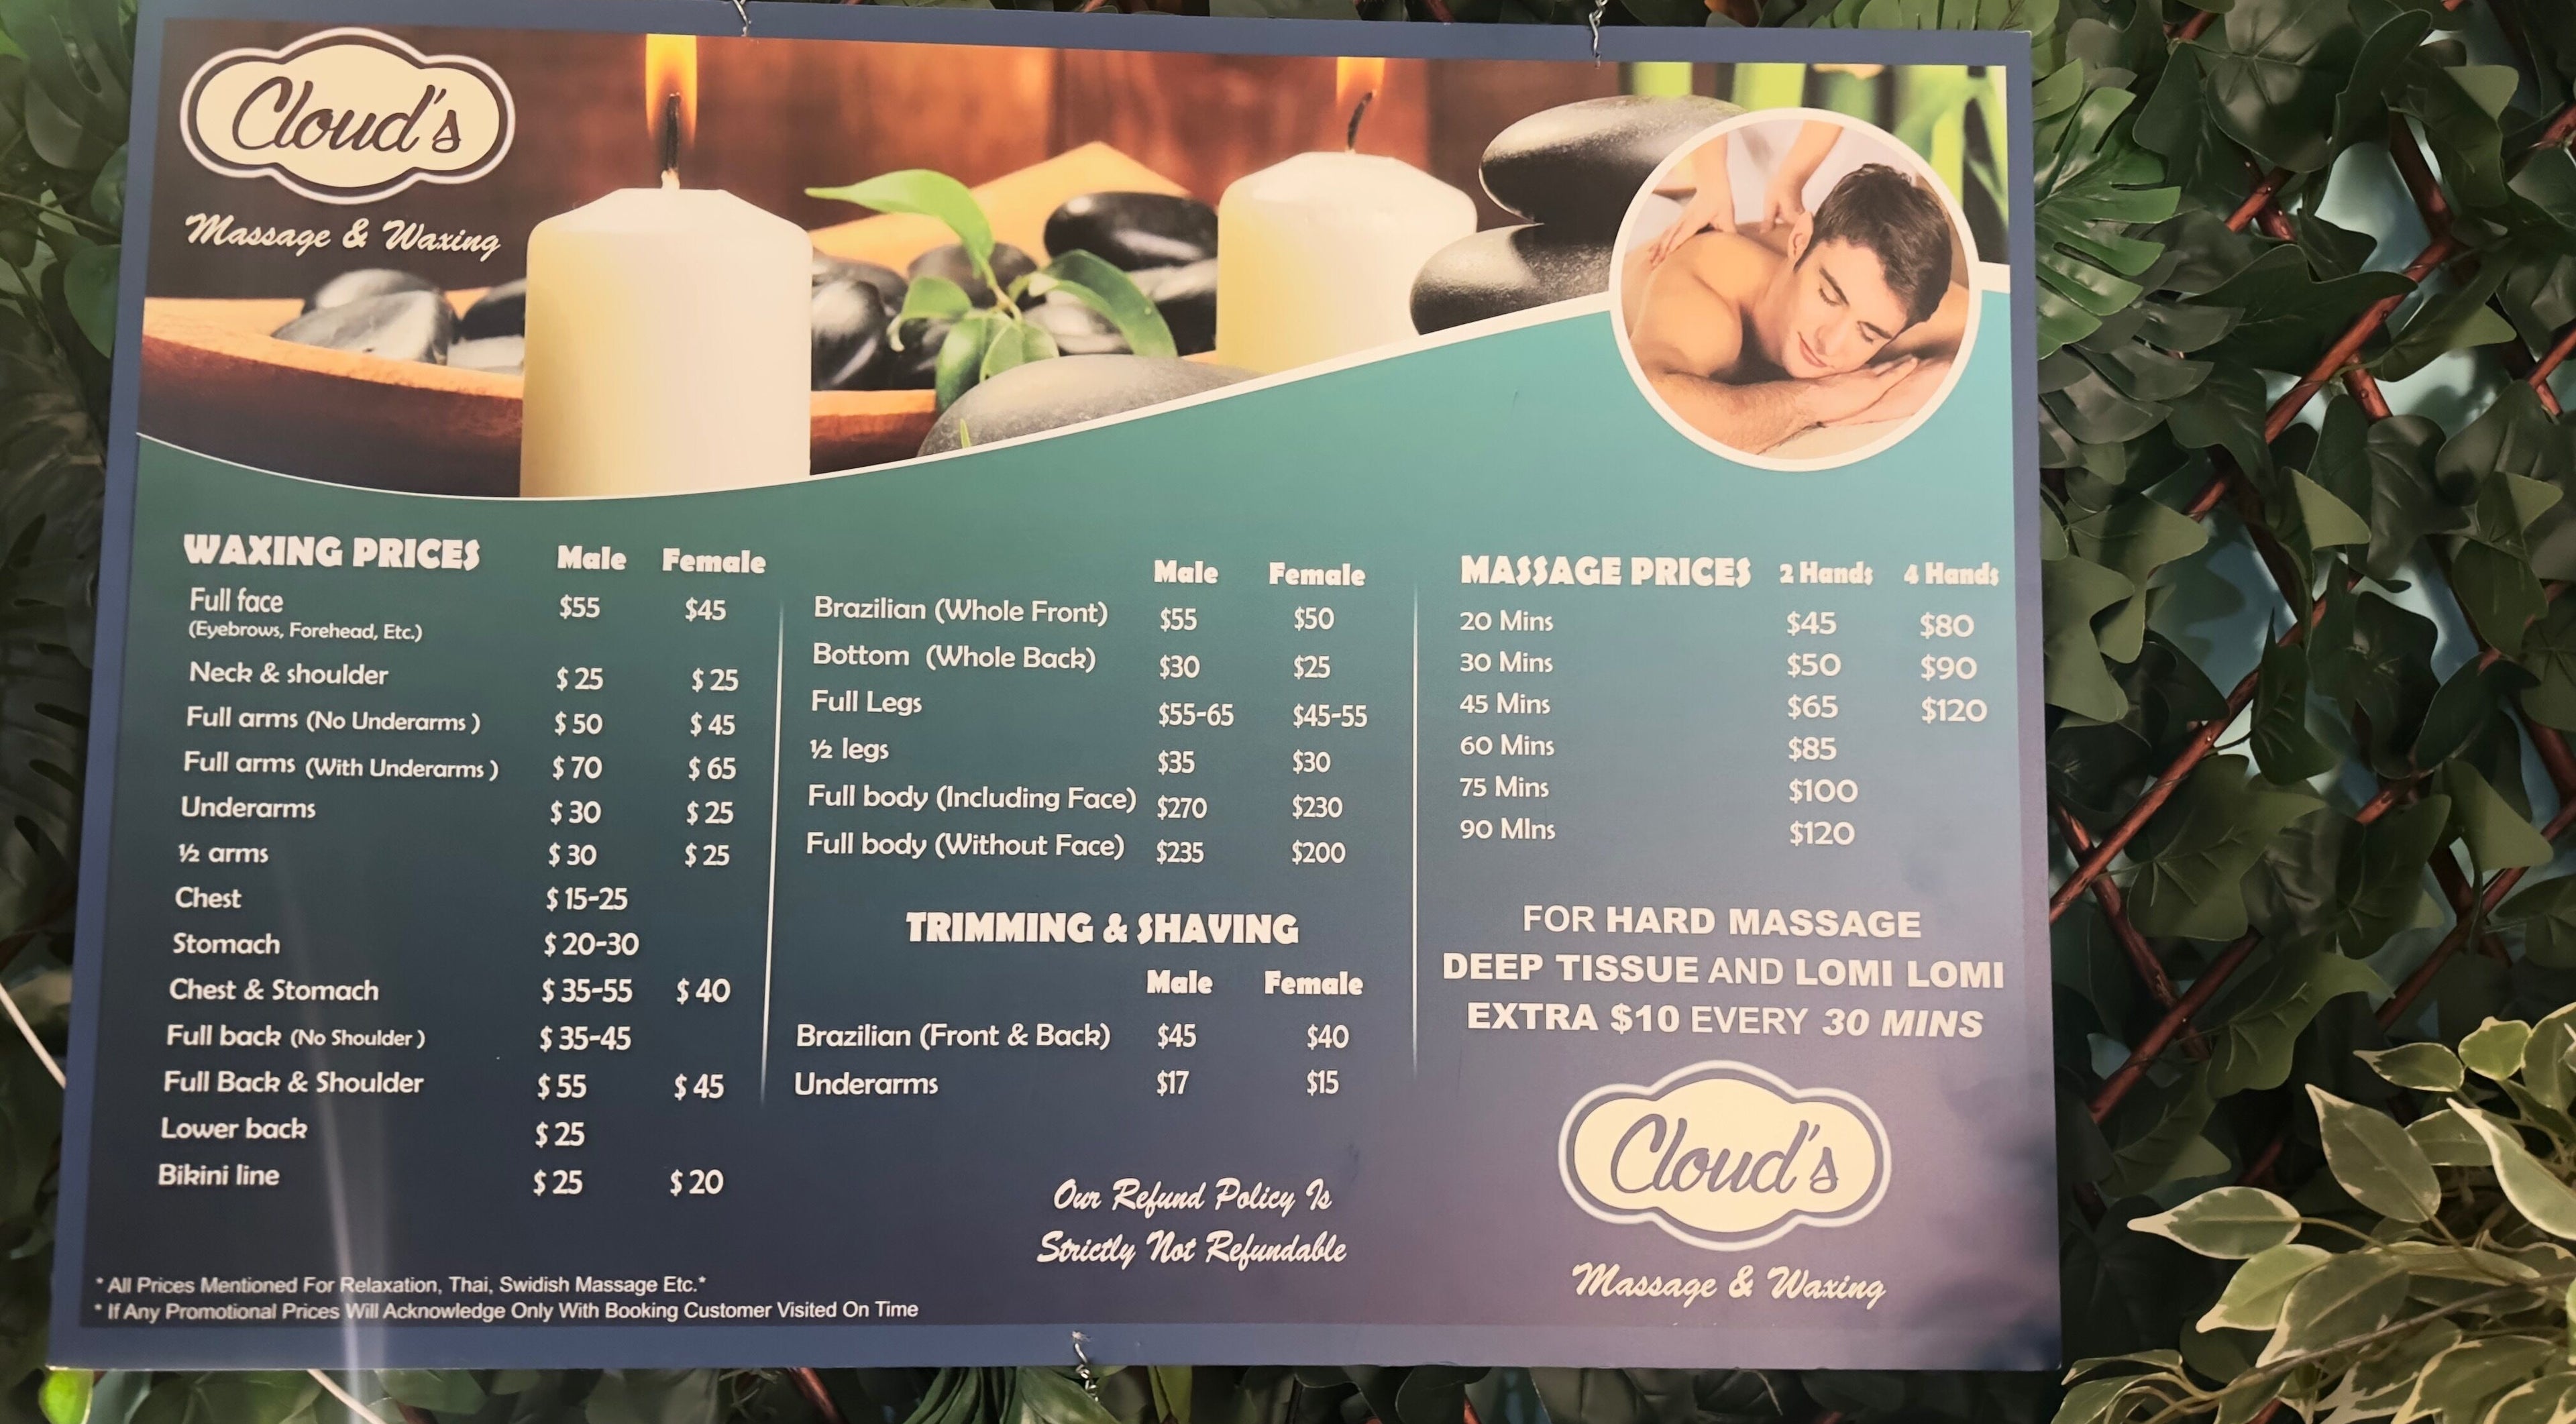 Cloud's
Massage & Waxing
WAXING PRICES Male Female
Full face $55 $45
(Eyebrows, Forehead, Etc.)
Neck & shoulder $ 25 $ 25
Full arms (No Underarms ) $ 50 $ 45
Full arms (With Underarms ) $ 70 $ 65
Underarms $ 30 $ 25
½ arms $ 30 $ 25
Chest $ 15-25
Stomach $ 20-30
Chest & Stomach $ 35-55 $ 40
Full back (No Shoulder ) $ 35-45
Full Back & Shoulder $ 55 $ 45
Lower back $ 25
Bikini line $ 25 $ 20
Male Female
Brazilian (Whole Front) $55 $50
Bottom (Whole Back) $30 $25
Full Legs $55-65 $45-55
½ legs $35 $30
Full body (Including Face) $270 $230
Full body (Without Face) $235 $200
TRIMMING & SHAVING
Male Female
Brazilian (Front & Back) $45 $40
Underarms $17 $15
Our Refund Policy Is
Strictly Not Refundable
MASSAGE PRICES 2 Hands 4 Hands
20 Mins $45 $80
30 Mins $50 $90
45 Mins $65 $120
60 Mins $85
75 Mins $100
90 MIns $120
FOR HARD MASSAGE
DEEP TISSUE AND LOMI LOMI
EXTRA $10 EVERY 30 MINS
Cloud's
Massage & Waxing
* All Prices Mentioned For Relaxation, Thai, Swidish Massage Etc.*
* If Any Promotional Prices Will Acknowledge Only With Booking Customer Visited On Time